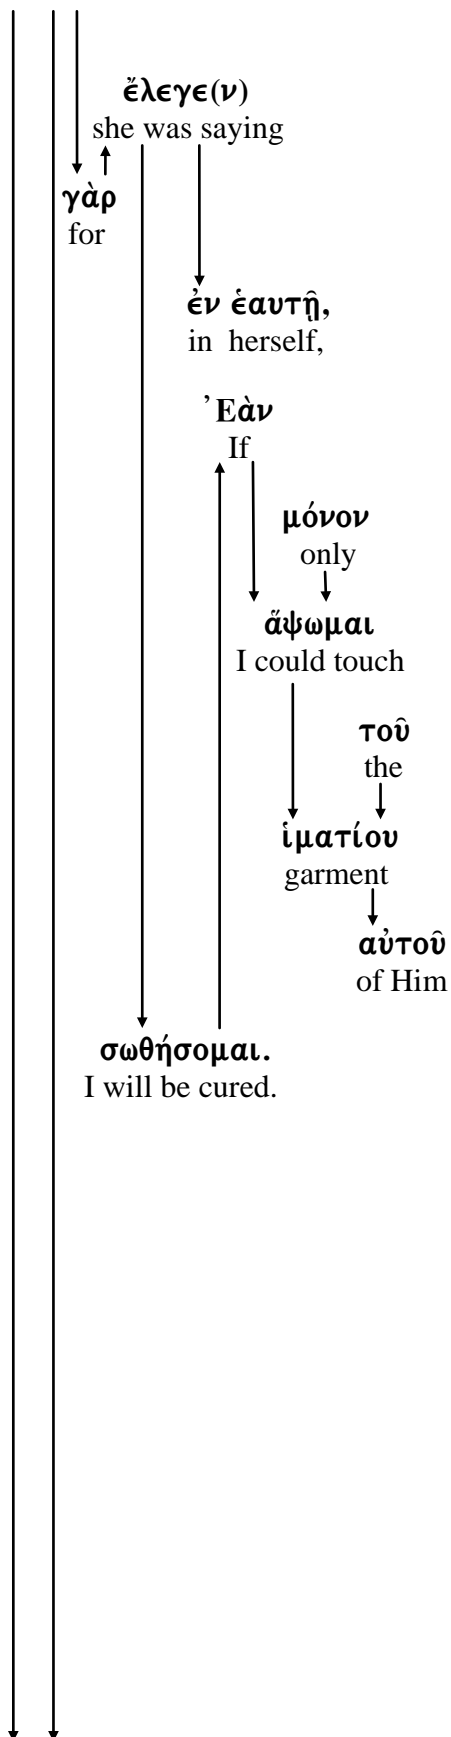 ἔλεγε(ν)
she was saying
γὰρ
for
ἐν ἑαυτῇ,
in herself,
᾿Εὰν
If
μόνον
only
ἅψωμαι
I could touch
τοῦ
the
ἱματίου
garment
αὐτοῦ
of Him
σωθήσομαι.
I will be cured.